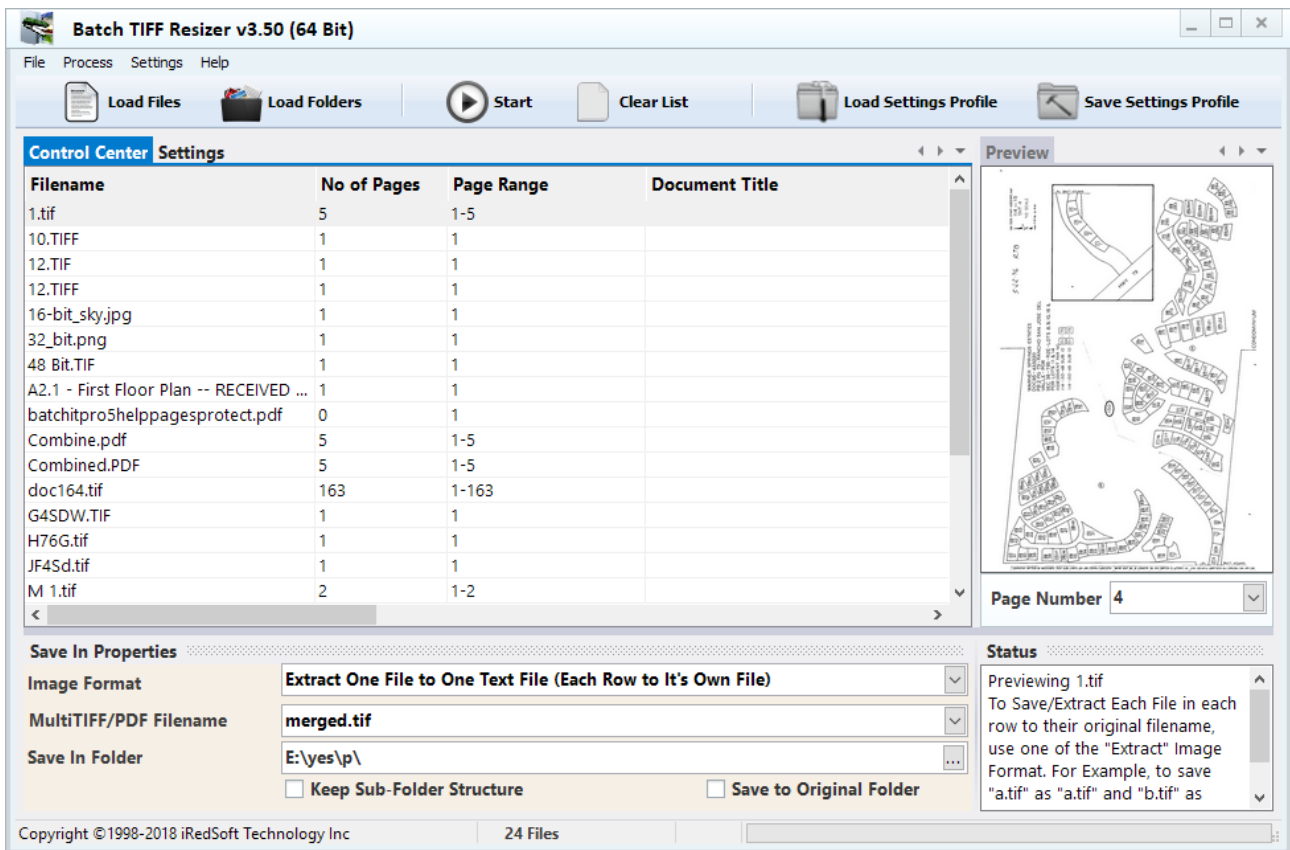 Batch TIFF Resizer v3.50 (64 Bit)
File Process Settings Help
Load Files Load Folders Start Clear List Load Settings Profile Save Settings Profile
Control Center Settings Preview
Filename No of Pages Page Range Document Title
1.tif 5 1-5
10.TIFF 1 1
12.TIF 1 1
12.TIFF 1 1
16-bit_sky.jpg 1 1
32_bit.png 1 1
48 Bit.TIF 1 1
A2.1 - First Floor Plan -- RECEIVED ... 1 1
batchitpro5helppagesprotect.pdf 0 1
Combine.pdf 5 1-5
Combined.PDF 5 1-5
doc164.tif 163 1-163
G4SDW.TIF 1 1
H76G.tif 1 1
JF4Sd.tif 1 1
M 1.tif 2 1-2
Page Number 4
Save In Properties
Image Format Extract One File to One Text File (Each Row to It's Own File)
MultiTIFF/PDF Filename merged.tif
Save In Folder E:\yes\p\ ...
Keep Sub-Folder Structure Save to Original Folder
Status
Previewing 1.tif
To Save/Extract Each File in each
row to their original filename,
use one of the "Extract" Image
Format. For Example, to save
"a.tif" as "a.tif" and "b.tif" as
Copyright ©1998-2018 iRedSoft Technology Inc 24 Files